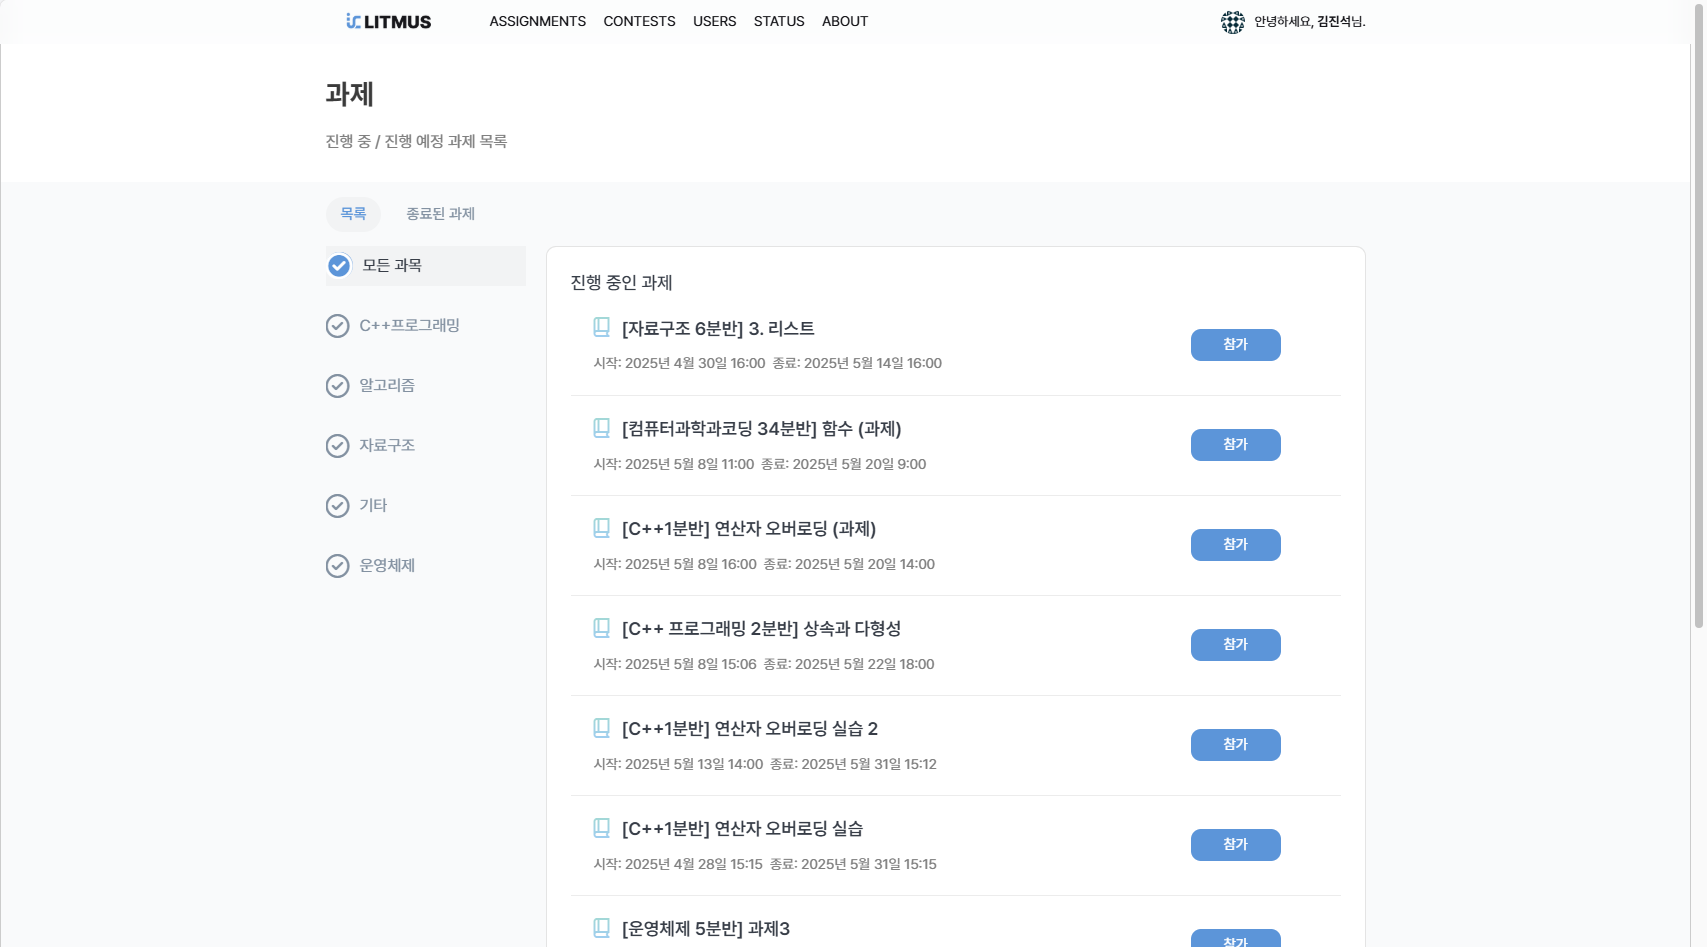 LITMUS
ASSIGNMENTS CONTESTS USERS STATUS ABOUT
안녕하세요, 김진석님.
과제
진행 중 / 진행 예정 과제 목록
목록 종료된 과제
모든 과목
C++프로그래밍
알고리즘
자료구조
기타
운영체제
진행 중인 과제
[자료구조 6분반] 3. 리스트
시작: 2025년 4월 30일 16:00 종료: 2025년 5월 14일 16:00
참가
[컴퓨터과학과코딩 34분반] 함수 (과제)
시작: 2025년 5월 8일 11:00 종료: 2025년 5월 20일 9:00
참가
[C++1분반] 연산자 오버로딩 (과제)
시작: 2025년 5월 8일 16:00 종료: 2025년 5월 20일 14:00
참가
[C++ 프로그래밍 2분반] 상속과 다형성
시작: 2025년 5월 8일 15:06 종료: 2025년 5월 22일 18:00
참가
[C++1분반] 연산자 오버로딩 실습 2
시작: 2025년 5월 13일 14:00 종료: 2025년 5월 31일 15:12
참가
[C++1분반] 연산자 오버로딩 실습
시작: 2025년 4월 28일 15:15 종료: 2025년 5월 31일 15:15
참가
[운영체제 5분반] 과제3
참가